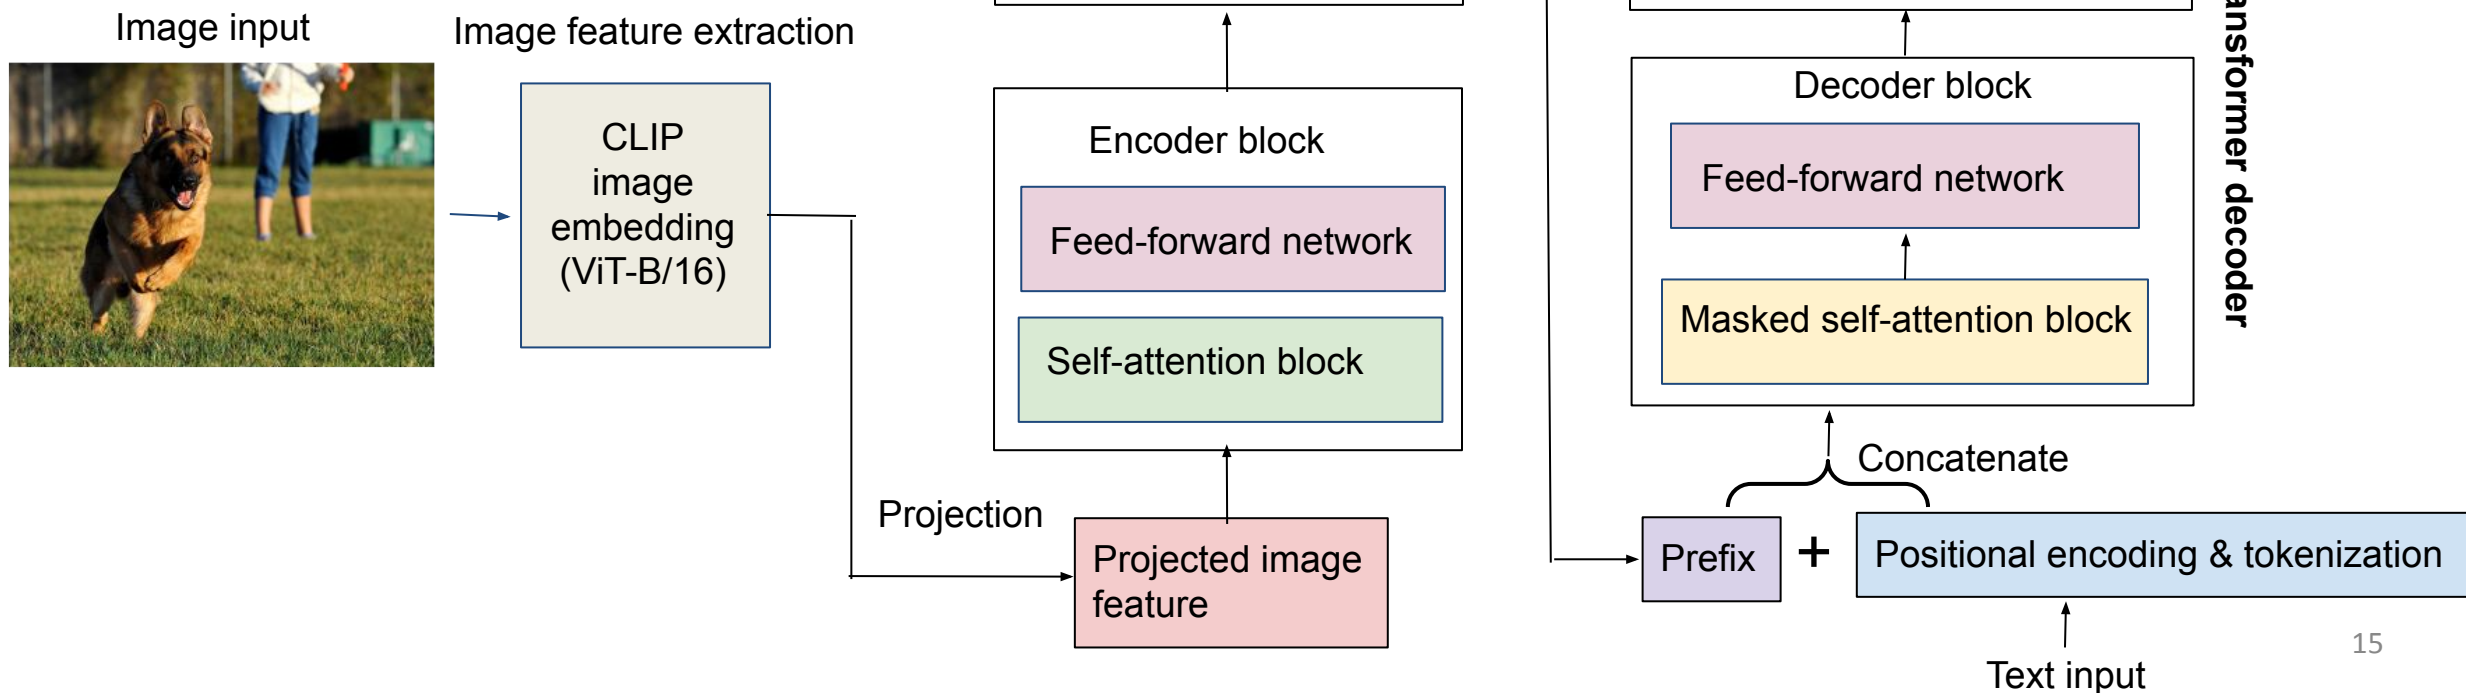 Image input
Image feature extraction
CLIP
image
embedding
(ViT-B/16)
Encoder block
Feed-forward network
Self-attention block
Projection
Projected image
feature
Decoder block
Feed-forward network
Masked self-attention block
ansformer decoder
Concatenate
Prefix
+
Positional encoding & tokenization
Text input
15